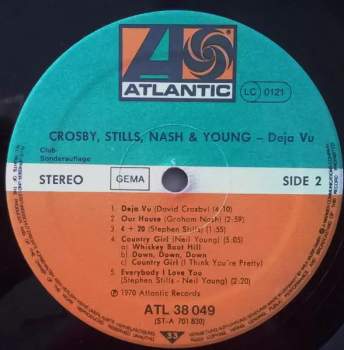 ATLANTIC
LC 0121
CROSBY, STILLS, NASH & YOUNG – Deja Vu
Club-
Sonderauflage
STEREO
GEMA
SIDE 2
1. Deja Vu (David Crosby) (4:10)
2. Our House (Graham Nash) (2:59)
3. 4 + 20 (Stephen Stills) (1:55)
4. Country Girl (Neil Young) (5:05)
a) Whiskey Boot Hill
b) Down, Down, Down
c) Country Girl (I Think You're Pretty)
5. Everybody I Love You
(Stephen Stills - Neil Young) (2:20)
℗ 1970 Atlantic Records
ATL 38 049
(ST-A 701 830)
33